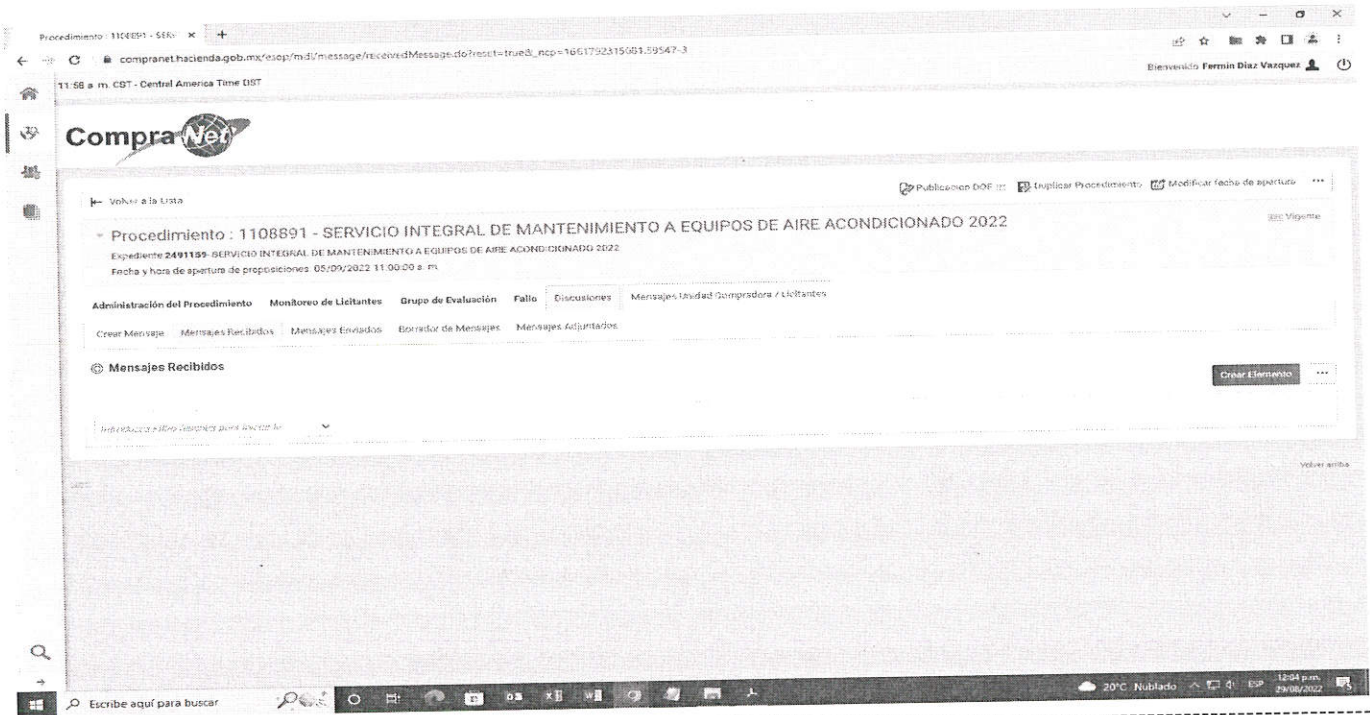 Procedimiento : 1108891 - SER
compranet.hacienda.gob.mx/esop/mdl/message/receivedMessage.do?reset=true&_ncp=1661792315081.59547-3
Bienvenido Fermin Diaz Vazquez
11:58 a. m. CST - Central America Time DST
CompraNet
Volver a la Lista
Publicacion DOF
Duplicar Procedimiento
Modificar fecha de apertura
Procedimiento : 1108891 - SERVICIO INTEGRAL DE MANTENIMIENTO A EQUIPOS DE AIRE ACONDICIONADO 2022
Vigente
Expediente 2491159- SERVICIO INTEGRAL DE MANTENIMIENTO A EQUIPOS DE AIRE ACONDICIONADO 2022
Fecha y hora de apertura de proposiciones: 05/09/2022 11:00:00 a. m.
Administración del Procedimiento Monitoreo de Licitantes Grupo de Evaluación Fallo Discusiones Mensajes Unidad Compradora / Licitantes
Crear Mensaje Mensajes Recibidos Mensajes Enviados Borrador de Mensajes Mensajes Adjuntados
Mensajes Recibidos
Crear Elemento
Volver arriba
Escribe aquí para buscar
20°C Nublado
ESP
12:04 p.m.
29/08/2022